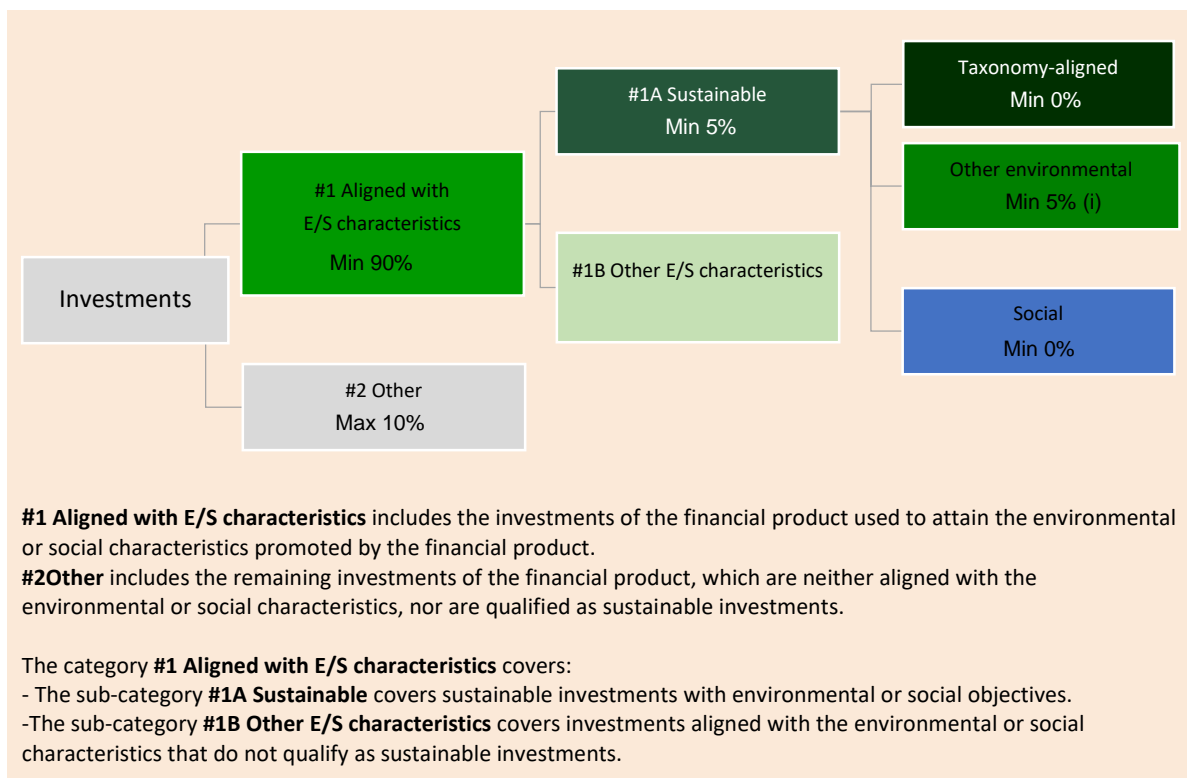 Taxonomy-aligned
Min 0%
#1A Sustainable
Min 5%
Other environmental
Min 5% (i)
#1 Aligned with
E/S characteristics
Min 90%
#1B Other E/S characteristics
Investments
Social
Min 0%
#2 Other
Max 10%
#1 Aligned with E/S characteristics includes the investments of the financial product used to attain the environmental
or social characteristics promoted by the financial product.
#2Other includes the remaining investments of the financial product, which are neither aligned with the
environmental or social characteristics, nor are qualified as sustainable investments.
The category #1 Aligned with E/S characteristics covers:
- The sub-category #1A Sustainable covers sustainable investments with environmental or social objectives.
-The sub-category #1B Other E/S characteristics covers investments aligned with the environmental or social
characteristics that do not qualify as sustainable investments.